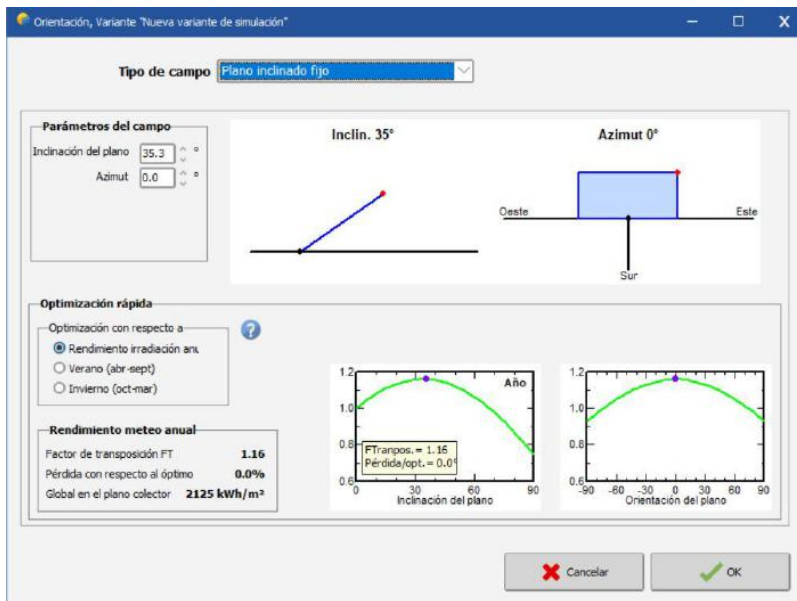 Orientación, Variante "Nueva variante de simulación"
Tipo de campo Plano inclinado fijo
Parámetros del campo
Inclinación del plano 35.3 °
Azimut 0.0 °
Inclin. 35°
Azimut 0°
Oeste
Este
Sur
Optimización rápida
Optimización con respecto a
Rendimiento irradiación anu
Verano (abr-sept)
Invierno (oct-mar)
?
Rendimiento meteo anual
Factor de transposición FT 1.16
Pérdida con respecto al óptimo 0.0%
Global en el plano colector 2125 kWh/m²
Año
1.2
1.0
0.8
0.6
FTranpos.= 1.16
Pérdida/opt.= 0.0°
0 30 60 90
Inclinación del plano
1.2
1.0
0.8
0.6
-90 -60 -30 0 30 60 90
Orientación del plano
Cancelar
OK